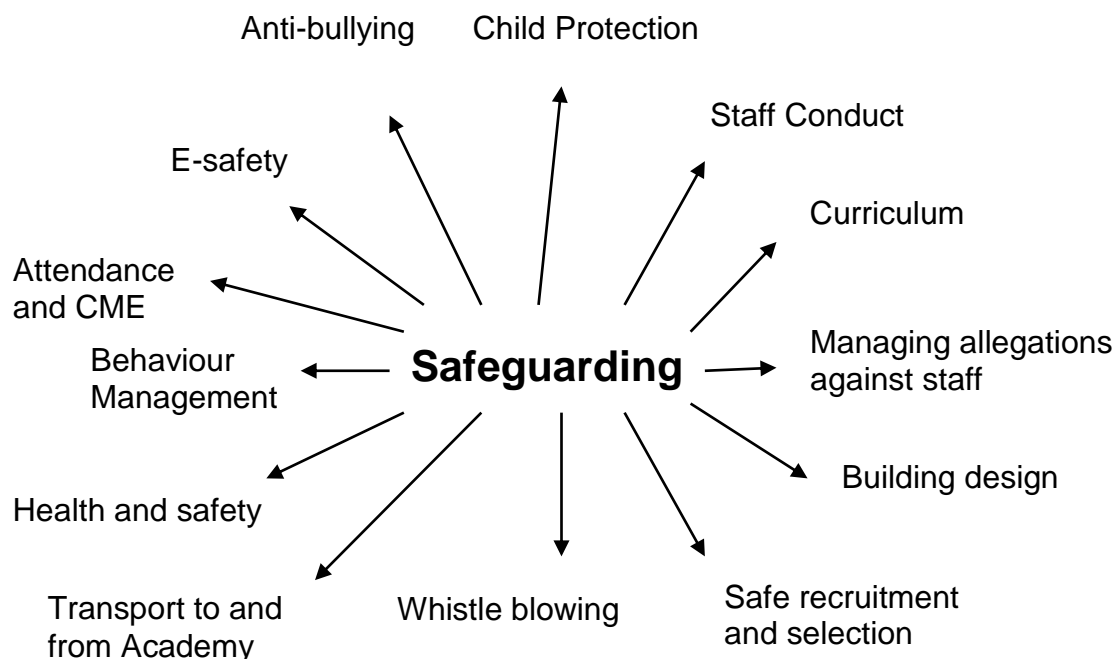 Anti-bullying
Child Protection
Staff Conduct
E-safety
Curriculum
Attendance
and CME
Managing allegations
against staff
Safeguarding
Behaviour
Management
Building design
Health and safety
Transport to and
from Academy
Whistle blowing
Safe recruitment
and selection